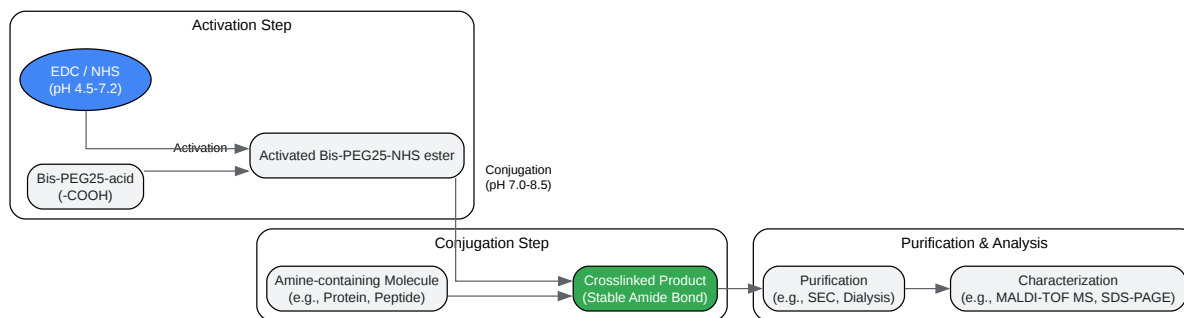 Activation Step
EDC / NHS
(pH 4.5-7.2)
Activation
Activated Bis-PEG25-NHS ester
Bis-PEG25-acid
(-COOH)
Conjugation
(pH 7.0-8.5)
Conjugation Step
Amine-containing Molecule
(e.g., Protein, Peptide)
Crosslinked Product
(Stable Amide Bond)
Purification & Analysis
Purification
(e.g., SEC, Dialysis)
Characterization
(e.g., MALDI-TOF MS, SDS-PAGE)